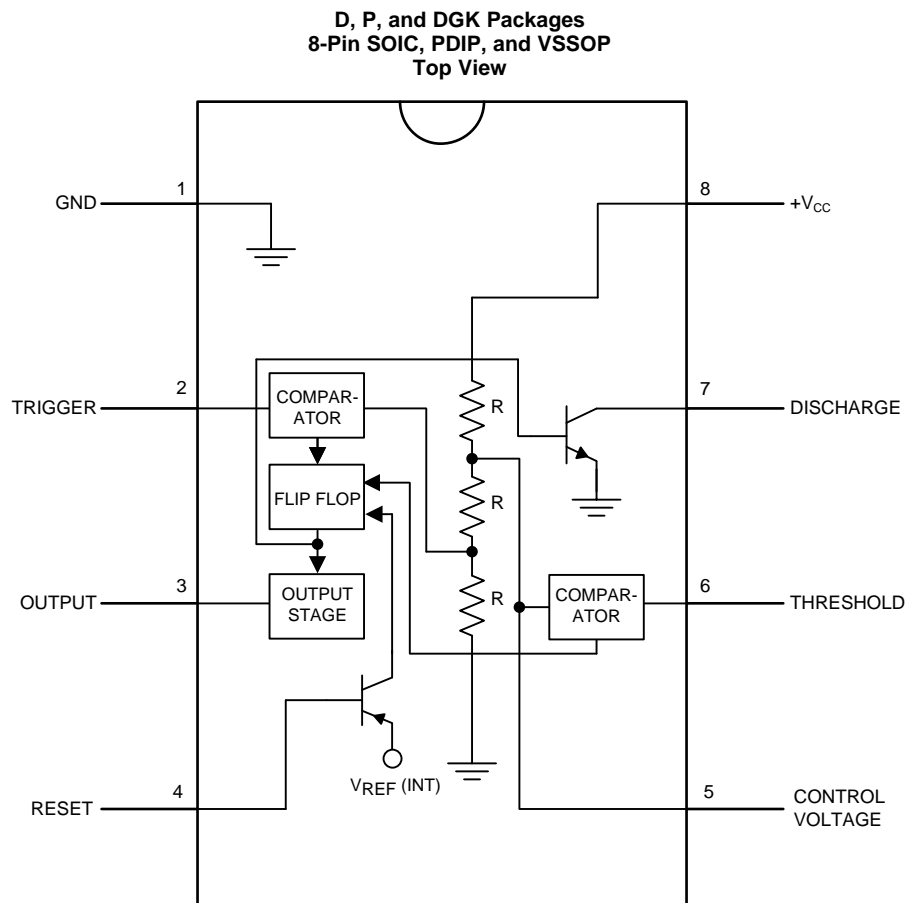 D, P, and DGK Packages
8-Pin SOIC, PDIP, and VSSOP
Top View
1
GND
8
+VCC
2
TRIGGER
COMPAR-
ATOR
R
7
DISCHARGE
FLIP FLOP
R
3
OUTPUT
OUTPUT
STAGE
R
COMPAR-
ATOR
6
THRESHOLD
VREF (INT)
4
RESET
5
CONTROL
VOLTAGE